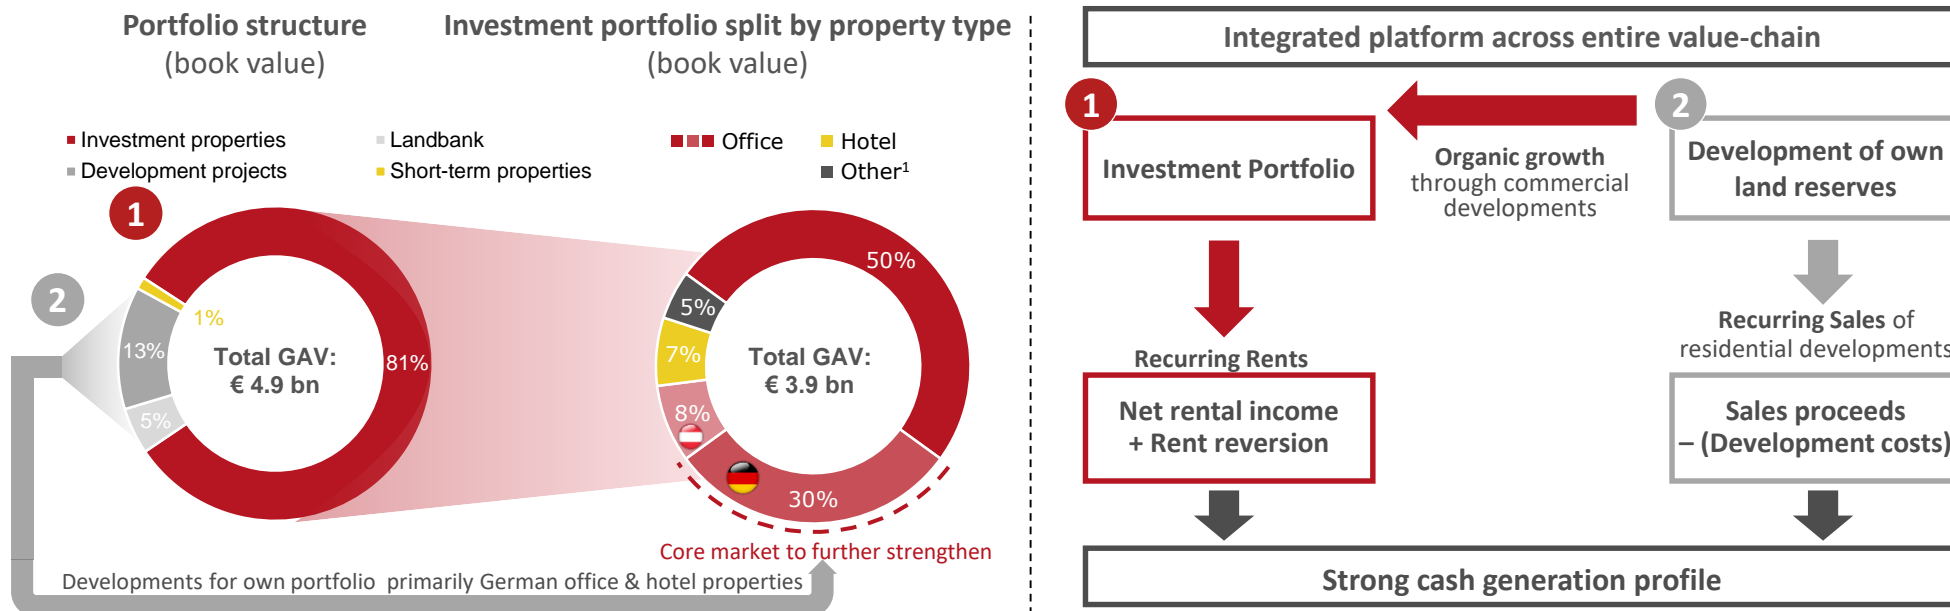 Portfolio structure
(book value)
Investment portfolio split by property type
(book value)
Investment properties
Landbank
Development projects
Short-term properties
Office
Hotel
Other¹
1
2
1%
13%
5%
81%
Total GAV:
€ 4.9 bn
50%
5%
7%
8%
30%
Total GAV:
€ 3.9 bn
Core market to further strengthen
Developments for own portfolio primarily German office & hotel properties
Integrated platform across entire value-chain
1
2
Investment Portfolio
Organic growth
through commercial
developments
Development of own
land reserves
Recurring Rents
Recurring Sales of
residential developments
Net rental income
+ Rent reversion
Sales proceeds
– (Development costs)
Strong cash generation profile